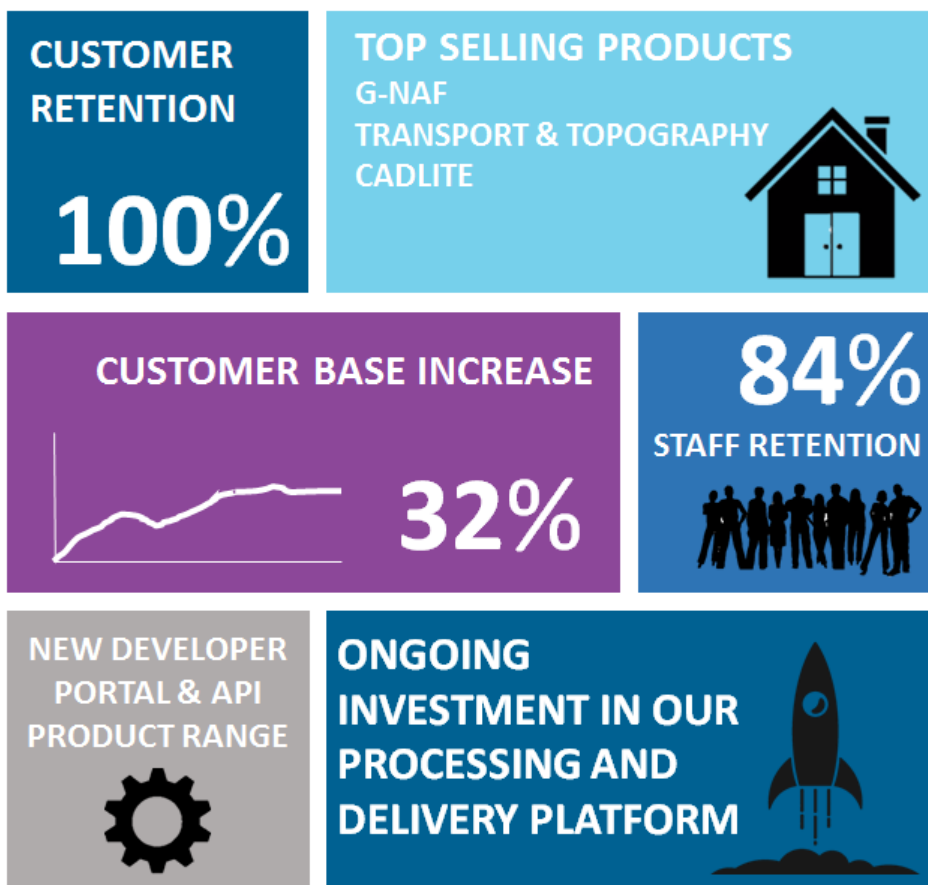 CUSTOMER
RETENTION
100%
TOP SELLING PRODUCTS
G-NAF
TRANSPORT & TOPOGRAPHY
CADLITE
CUSTOMER BASE INCREASE
32%
84%
STAFF RETENTION
NEW DEVELOPER
PORTAL & API
PRODUCT RANGE
ONGOING
INVESTMENT IN OUR
PROCESSING AND
DELIVERY PLATFORM